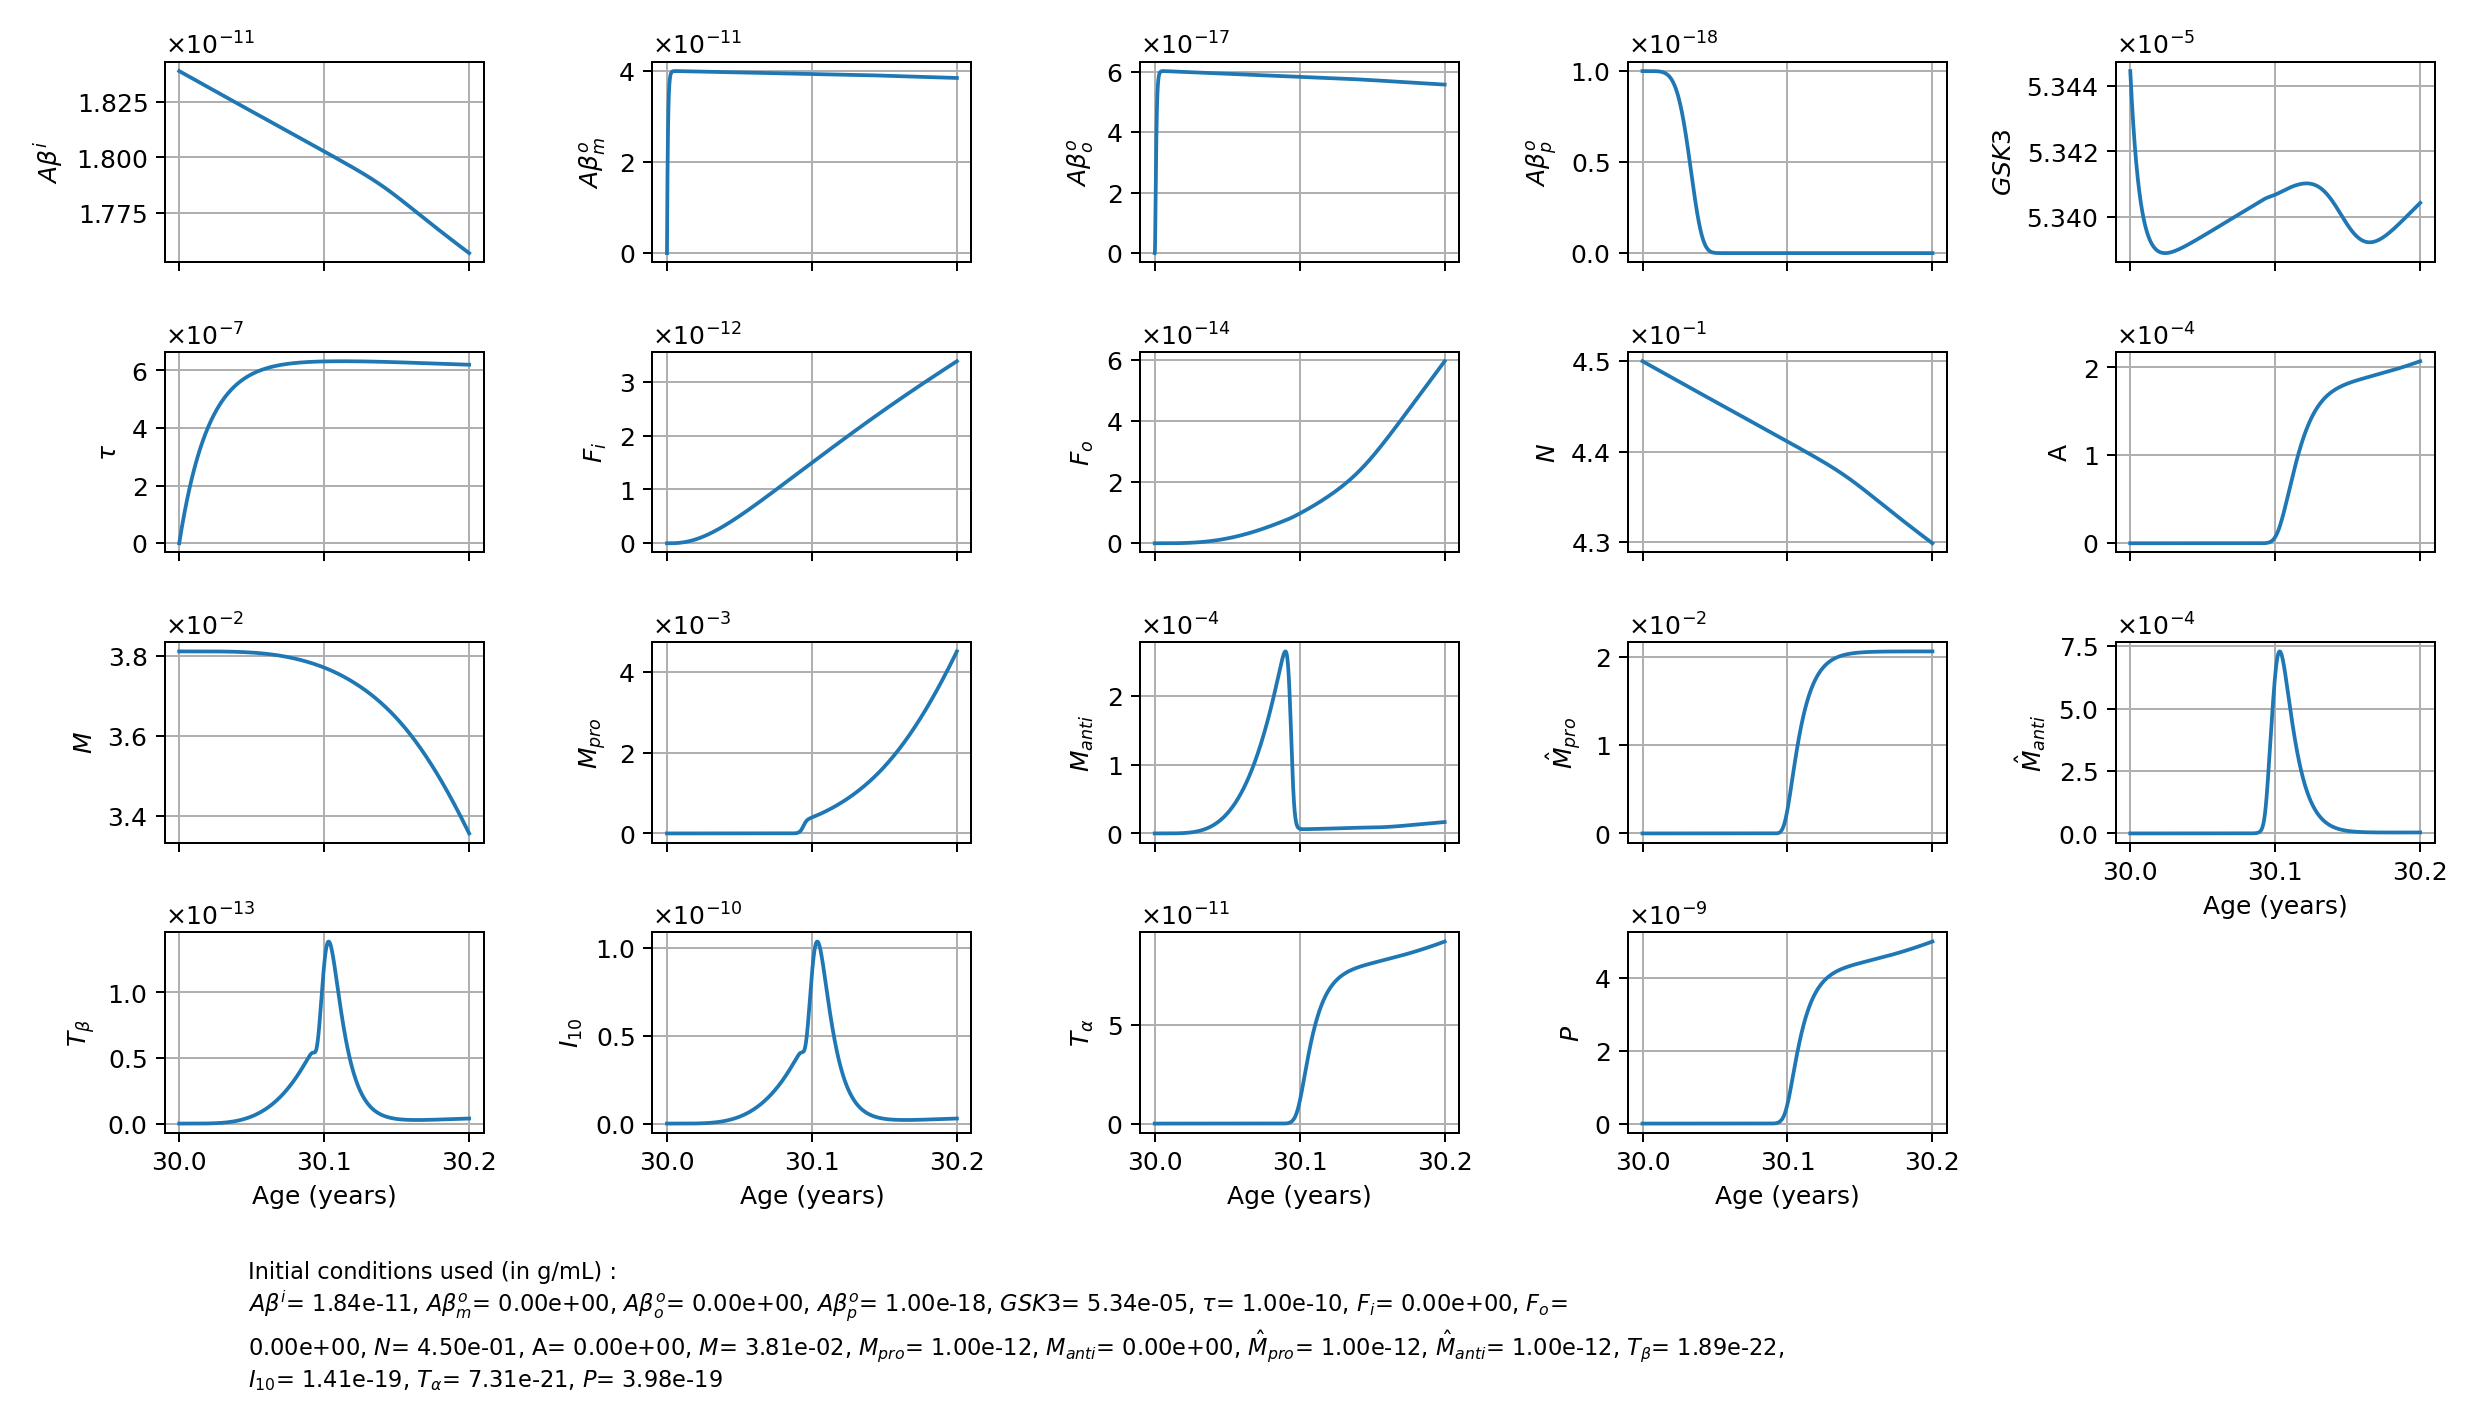 ×10⁻¹¹ ×10⁻¹¹ ×10⁻¹⁷ ×10⁻¹⁸ ×10⁻⁵
Aβⁱ 1.825 1.800 1.775
Aβₘᵒ 4 2 0
Aβₒᵒ 6 4 2 0
Aβₚᵒ 1.0 0.5 0.0
GSK3 5.344 5.342 5.340
×10⁻⁷ ×10⁻¹² ×10⁻¹⁴ ×10⁻¹ ×10⁻⁴
τ 6 4 2 0
Fᵢ 3 2 1 0
Fₒ 6 4 2 0
N 4.5 4.4 4.3
A 2 1 0
×10⁻² ×10⁻³ ×10⁻⁴ ×10⁻² ×10⁻⁴
M 3.8 3.6 3.4
Mₚᵣₒ 4 2 0
Mₐₙₜᵢ 2 1 0
M̂ₚᵣₒ 2 1 0
M̂ₐₙₜᵢ 7.5 5.0 2.5 0.0
30.0 30.1 30.2
Age (years)
×10⁻¹³ ×10⁻¹⁰ ×10⁻¹¹ ×10⁻⁹
Tᵦ 1.0 0.5 0.0
I₁₀ 1.0 0.5 0.0
T_α 5 0
P 4 2 0
30.0 30.1 30.2 30.0 30.1 30.2 30.0 30.1 30.2 30.0 30.1 30.2
Age (years) Age (years) Age (years) Age (years)
Initial conditions used (in g/mL) :
Aβⁱ= 1.84e-11, Aβₘᵒ= 0.00e+00, Aβₒᵒ= 0.00e+00, Aβₚᵒ= 1.00e-18, GSK3= 5.34e-05, τ= 1.00e-10, Fᵢ= 0.00e+00, Fₒ=
0.00e+00, N= 4.50e-01, A= 0.00e+00, M= 3.81e-02, Mₚᵣₒ= 1.00e-12, Mₐₙₜᵢ= 0.00e+00, M̂ₚᵣₒ= 1.00e-12, M̂ₐₙₜᵢ= 1.00e-12, Tᵦ= 1.89e-22,
I₁₀= 1.41e-19, T_α= 7.31e-21, P= 3.98e-19